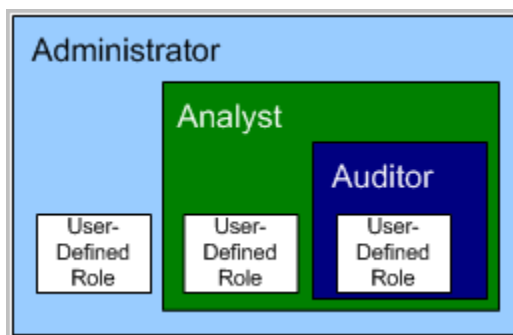 Administrator
Analyst
Auditor
User-
Defined
Role
User-
Defined
Role
User-
Defined
Role